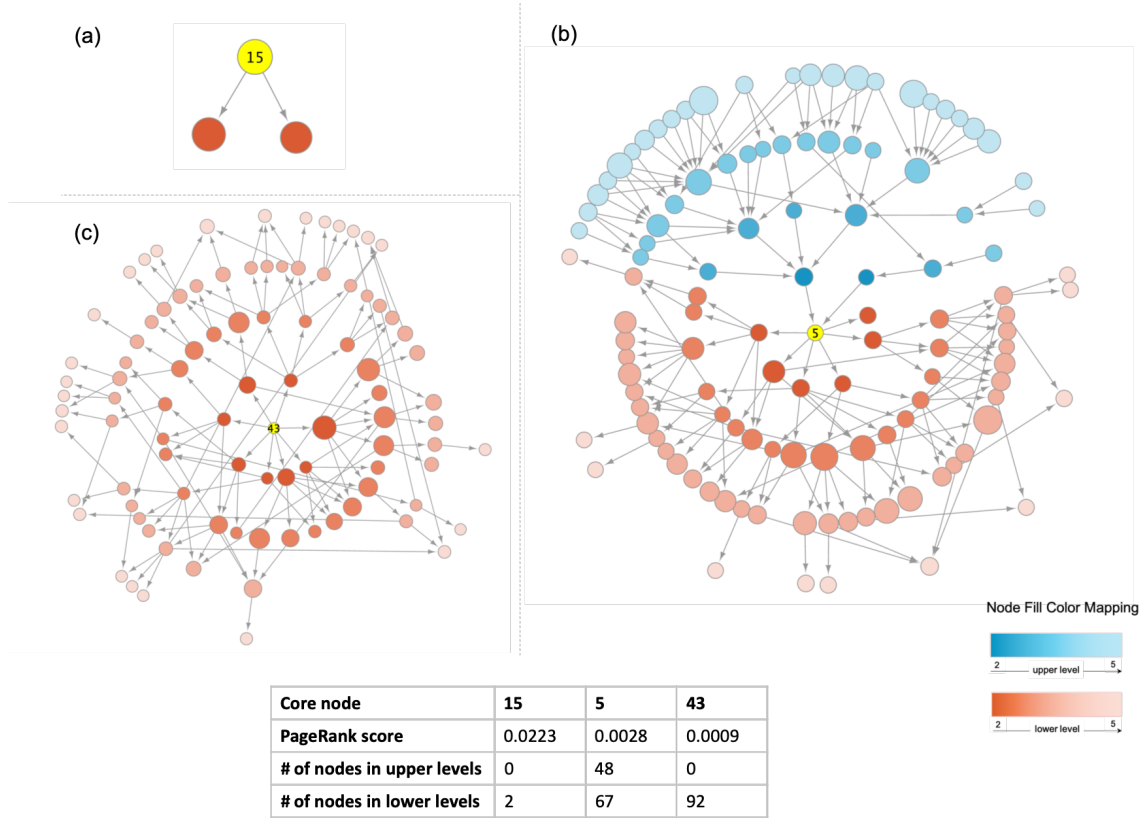 (a)
15
(b)
5
(c)
43
Node Fill Color Mapping
2 upper level 5
2 lower level 5
Core node 15 5 43
PageRank score 0.0223 0.0028 0.0009
# of nodes in upper levels 0 48 0
# of nodes in lower levels 2 67 92